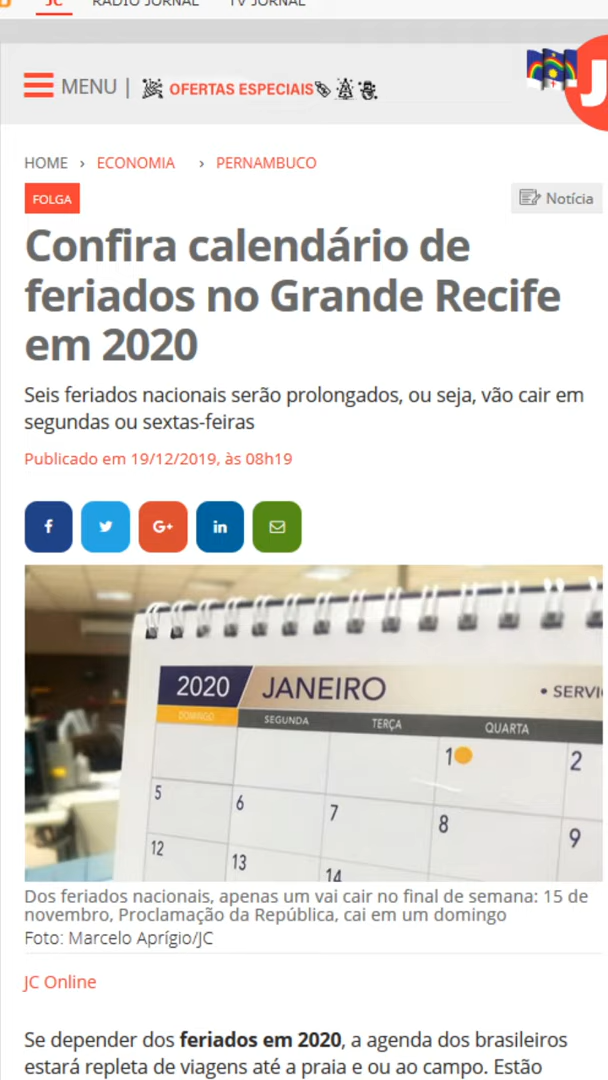 JC RÁDIO JORNAL TV JORNAL
MENU | OFERTAS ESPECIAIS
J
HOME › ECONOMIA › PERNAMBUCO
FOLGA
Notícia
Confira calendário de
feriados no Grande Recife
em 2020
Seis feriados nacionais serão prolongados, ou seja, vão cair em
segundas ou sextas-feiras
Publicado em 19/12/2019, às 08h19
f G+ in
2020 JANEIRO • SERVI
DOMINGO SEGUNDA TERÇA QUARTA
1 2
5 6 7 8 9
12 13 14
Dos feriados nacionais, apenas um vai cair no final de semana: 15 de
novembro, Proclamação da República, cai em um domingo
Foto: Marcelo Aprígio/JC
JC Online
Se depender dos feriados em 2020, a agenda dos brasileiros
estará repleta de viagens até a praia e ou ao campo. Estão